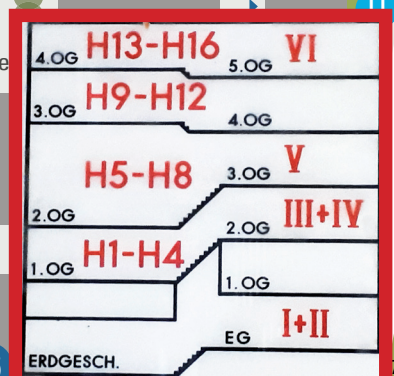 H13-H16 VI
4.OG 5.OG
H9-H12
3.OG 4.OG
H5-H8 V
3.OG
2.OG III+IV
H1-H4 2.OG
1.OG
1.OG
I+II
EG
ERDGESCH.